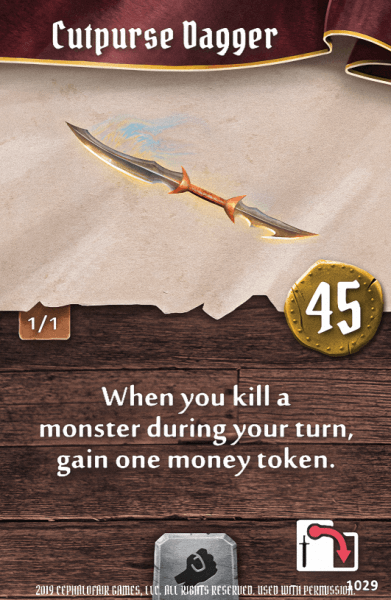 Cutpurse Dagger
45
1/1
When you kill a
monster during your turn,
gain one money token.
1029
2019 CEPHALOFAIR GAMES, LLC. ALL RIGHTS RESERVED. USED WITH PERMISSION.